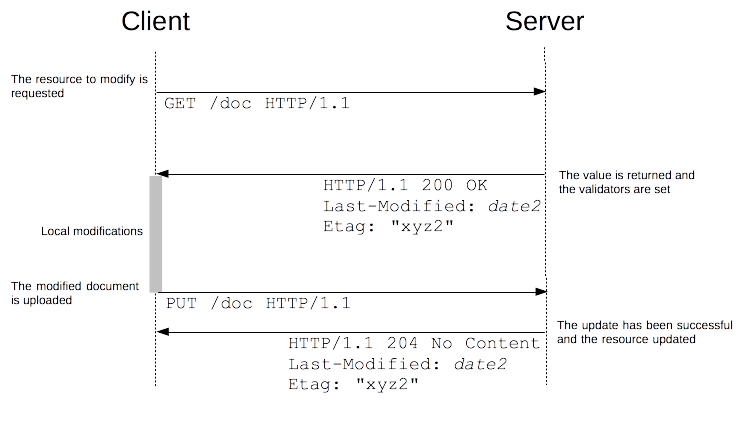 Client
Server
The resource to modify is
requested
GET /doc HTTP/1.1
HTTP/1.1 200 OK
Last-Modified: date2
Etag: "xyz2"
The value is returned and
the validators are set
Local modifications
The modified document
is uploaded
PUT /doc HTTP/1.1
The update has been successful
and the resource updated
HTTP/1.1 204 No Content
Last-Modified: date2
Etag: "xyz2"